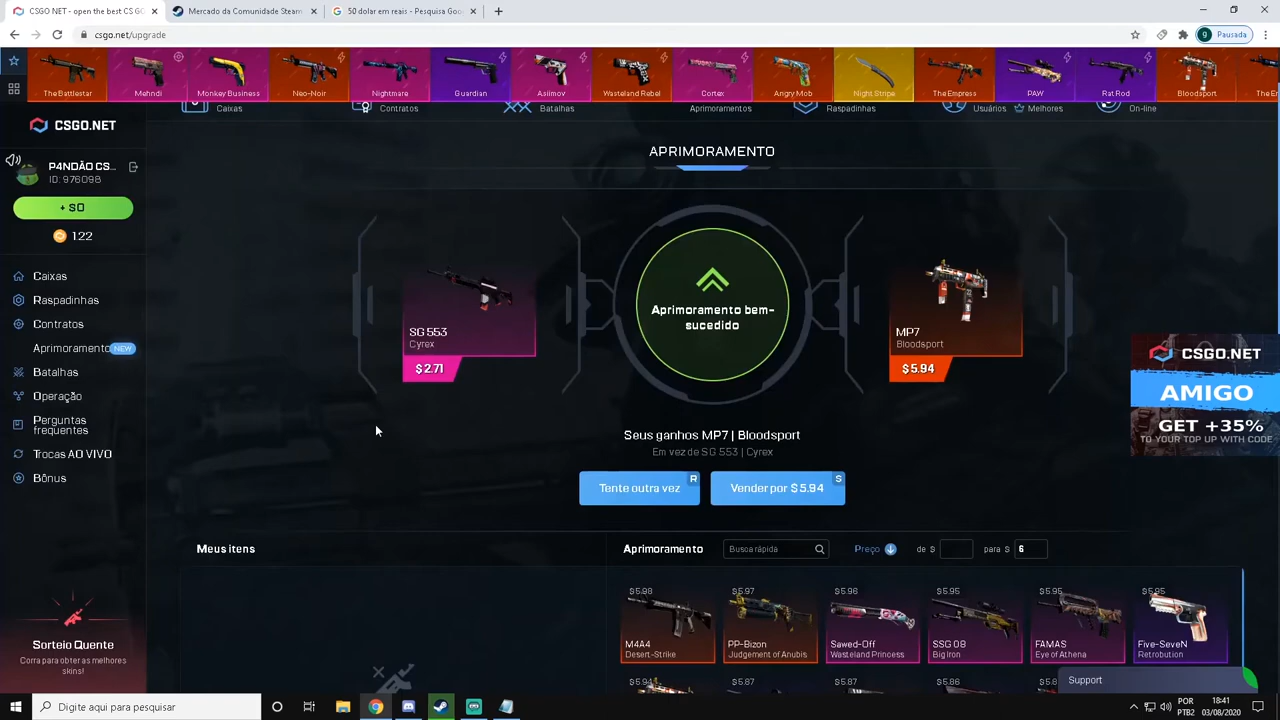 CSGO.NET - open the best CS GO
Mercado da Comunidade Steam
50 dolar em reais - Pesquisa Goo
csgo.net/upgrade
Pausada
The Battlestar
Mehndi
Monkey Business
Neo-Noir
Nightmare
Guardian
Asiimov
Wasteland Rebel
Cortex
Angry Mob
Night Stripe
The Empress
PAW
Rat Rod
Bloodsport
Caixas
Contratos
Batalhas
Aprimoramentos
Raspadinhas
Usuários
Melhores
On-line
CSGO.NET
P4NDÃO CS...
ID: 976098
+ $0
122
Caixas
Raspadinhas
Contratos
Aprimoramento NEW
Batalhas
Operação
Perguntas
frequentes
Trocas AO VIVO
Bônus
Sorteio Quente
Corra para obter as melhores
skins!
APRIMORAMENTO
SG 553
Cyrex
$ 2.71
Aprimoramento bem-
sucedido
MP7
Bloodsport
$ 5.94
Seus ganhos MP7 | Bloodsport
Em vez de SG 553 | Cyrex
Tente outra vez R
Vender por $ 5.94 S
CSGO.NET
AMIGO
GET +35%
TO YOUR TOP UP WITH CODE
Meus itens
Aprimoramento
Busca rápida
Preço
de $
para $ 6
$ 5.98
M4A4
Desert-Strike
$ 5.97
PP-Bizon
Judgement of Anubis
$ 5.96
Sawed-Off
Wasteland Princess
$ 5.95
SSG 08
Big Iron
$ 5.95
FAMAS
Eye of Athena
$ 5.95
Five-SeveN
Retrobution
$ 5.94
$ 5.87
$ 5.87
$ 5.86
Support
Digite aqui para pesquisar
POR
PTB2
18:41
03/08/2020